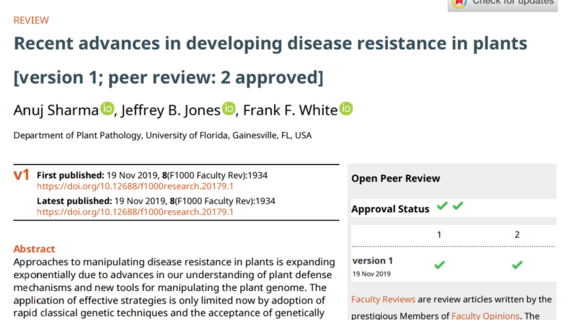 Check for updates
REVIEW
Recent advances in developing disease resistance in plants
[version 1; peer review: 2 approved]
Anuj Sharma, Jeffrey B. Jones, Frank F. White
Department of Plant Pathology, University of Florida, Gainesville, FL, USA
v1 First published: 19 Nov 2019, 8(F1000 Faculty Rev):1934
https://doi.org/10.12688/f1000research.20179.1
Latest published: 19 Nov 2019, 8(F1000 Faculty Rev):1934
https://doi.org/10.12688/f1000research.20179.1
Abstract
Approaches to manipulating disease resistance in plants is expanding
exponentially due to advances in our understanding of plant defense
mechanisms and new tools for manipulating the plant genome. The
application of effective strategies is only limited now by adoption of
rapid classical genetic techniques and the acceptance of genetically
Open Peer Review
Approval Status
1 2
version 1
19 Nov 2019
Faculty Reviews are review articles written by the
prestigious Members of Faculty Opinions. The